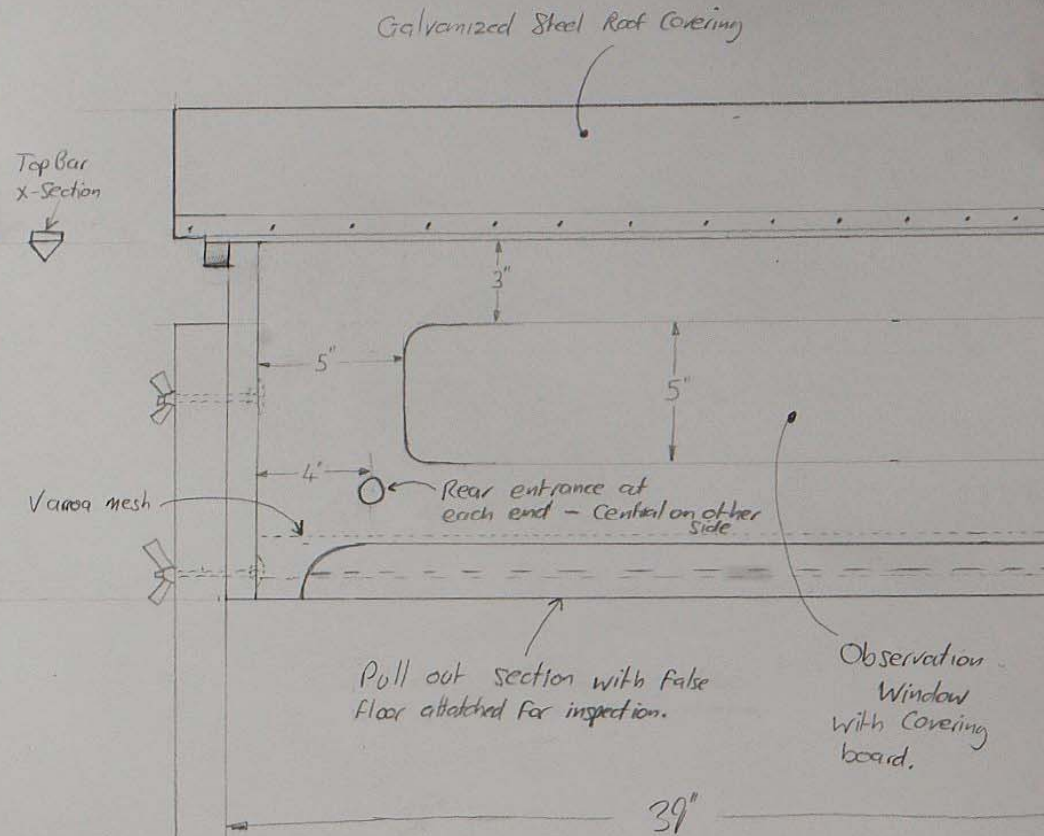 Galvanized Steel Roof Covering
Top Bar
X-Section
3"
5"
5"
4"
Rear entrance at
each end - Central on other
side
Varroa mesh
Pull out section with false
floor attatched for inspection.
Observation
Window
with Covering
board.
39"